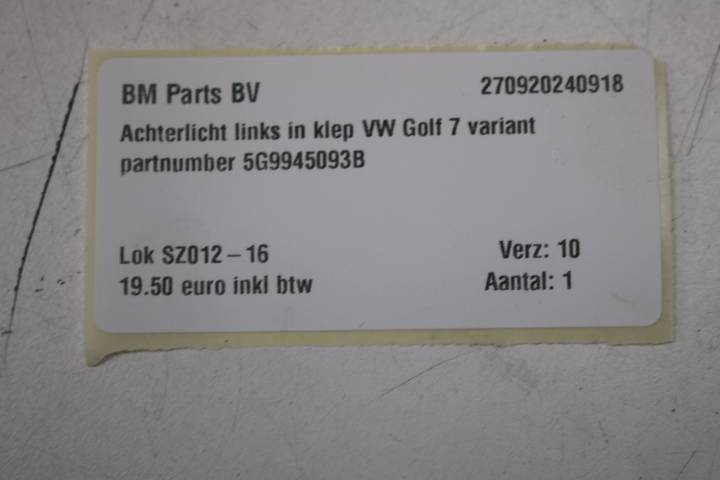 BM Parts BV 270920240918
Achterlicht links in klep VW Golf 7 variant
partnumber 5G9945093B
Lok SZ012 – 16 Verz: 10
19.50 euro inkl btw Aantal: 1